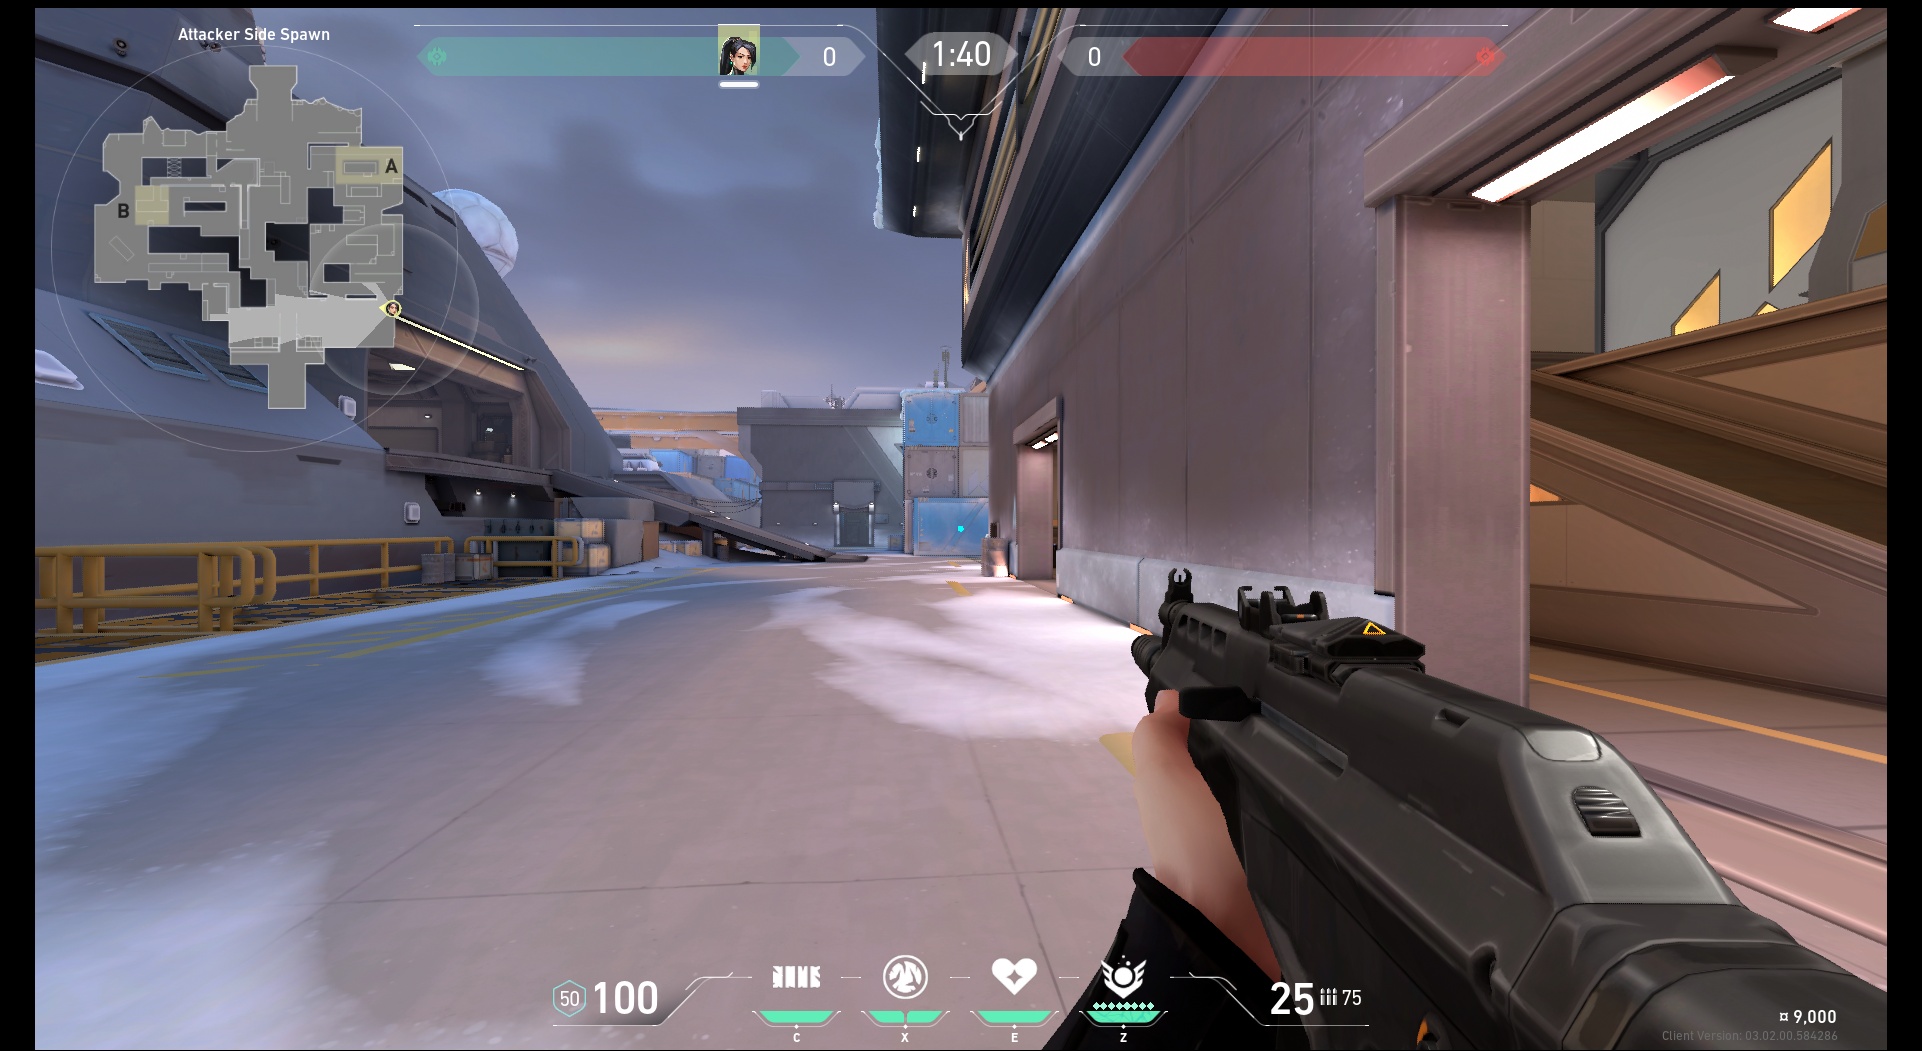 Attacker Side Spawn
0
1:40
0
A
B
50 100
25 75
C
X
E
Z
¤ 9,000
Client Version: 03.02.00.584286